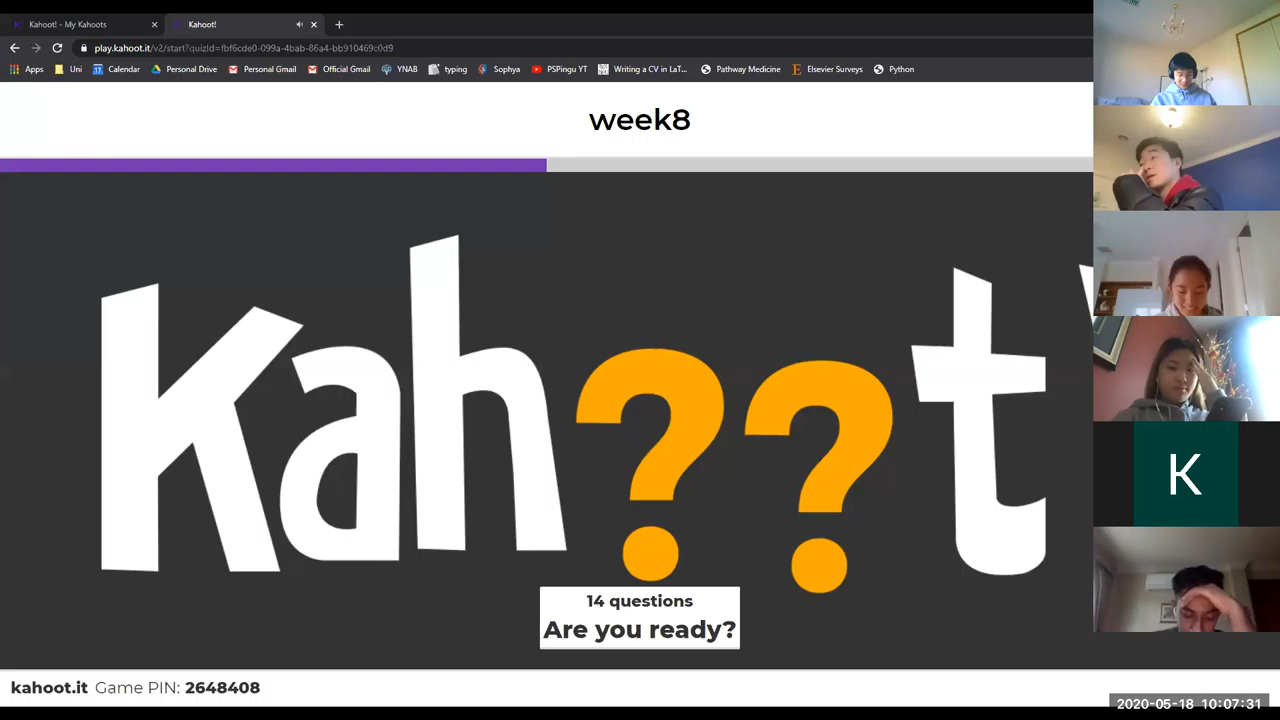 Kahoot! - My Kahoots
Kahoot!
play.kahoot.it/v2/start?quizId=fbf6cde0-099a-4bab-86a4-bb910469c0d9
Apps Uni Calendar Personal Drive Personal Gmail Official Gmail YNAB typing Sophya PSPingu YT Writing a CV in LaT... Pathway Medicine Elsevier Surveys Python
week8
Kah??t
14 questions
Are you ready?
K
kahoot.it Game PIN: 2648408
2020-05-18 10:07:31